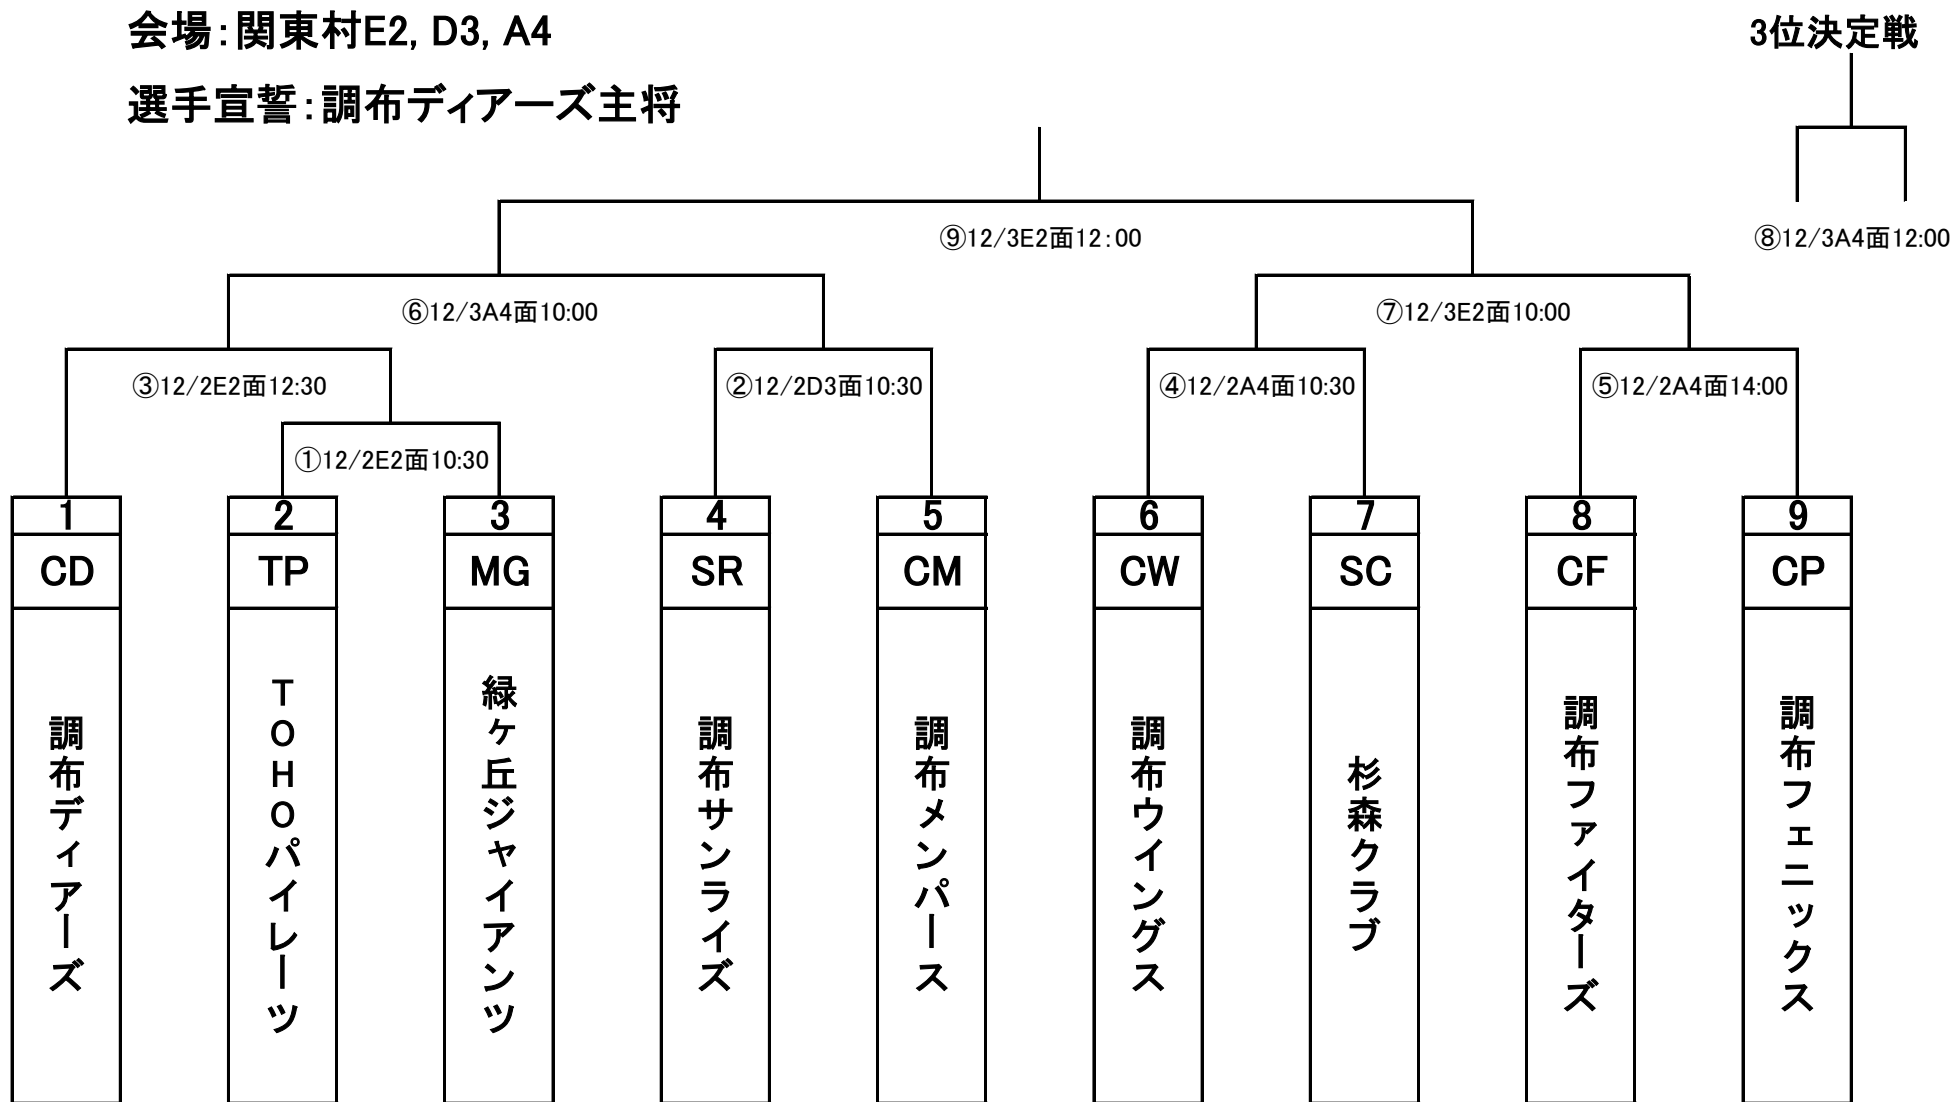 会場:関東村E2, D3, A4
3位決定戦
選手宣誓:調布ディアーズ主将
⑨12/3E2面12:00
⑧12/3A4面12:00
⑥12/3A4面10:00
⑦12/3E2面10:00
③12/2E2面12:30
②12/2D3面10:30
④12/2A4面10:30
⑤12/2A4面14:00
①12/2E2面10:30
1 2 3 4 5 6 7 8 9
CD TP MG SR CM CW SC CF CP
調布ディアーズ
TOHOパイレーツ
緑ヶ丘ジャイアンツ
調布サンライズ
調布メンパース
調布ウイングス
杉森クラブ
調布ファイターズ
調布フェニックス